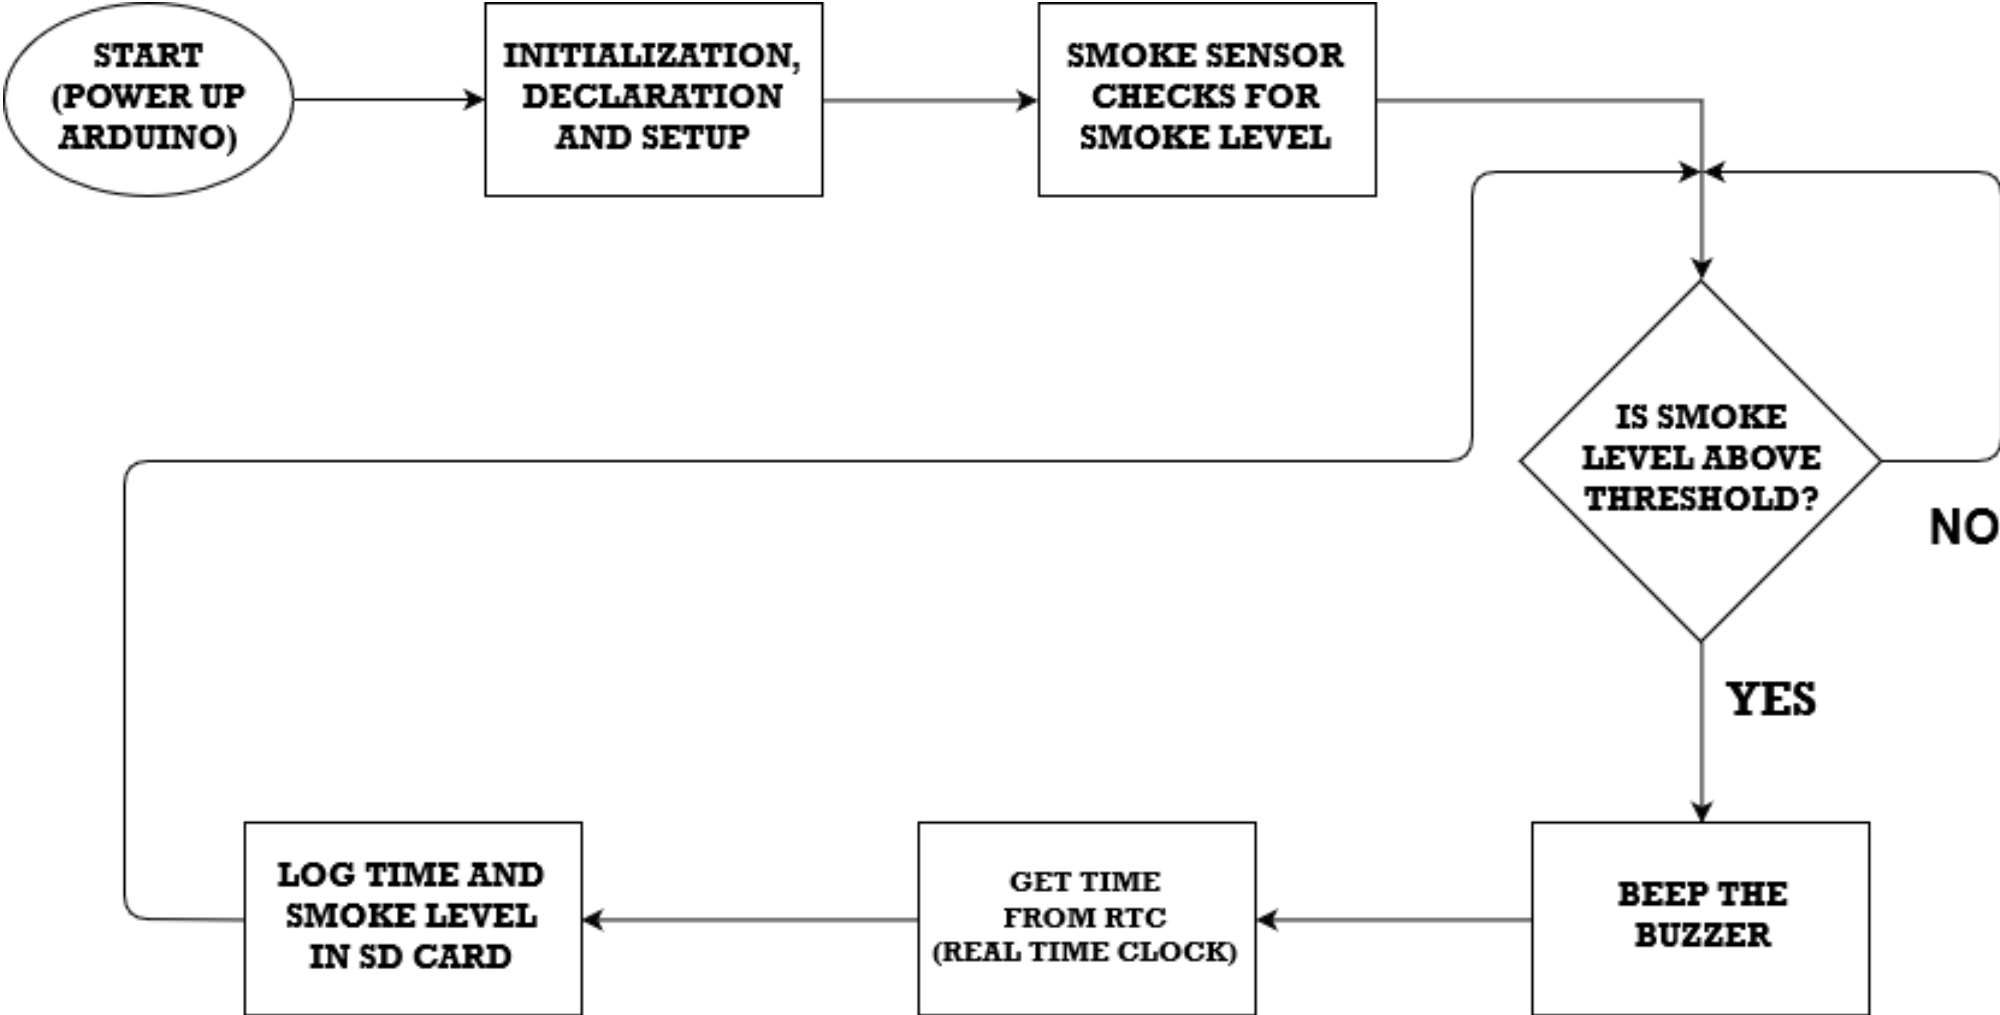 START
(POWER UP
ARDUINO)
INITIALIZATION,
DECLARATION
AND SETUP
SMOKE SENSOR
CHECKS FOR
SMOKE LEVEL
IS SMOKE
LEVEL ABOVE
THRESHOLD?
NO
YES
BEEP THE
BUZZER
GET TIME
FROM RTC
(REAL TIME CLOCK)
LOG TIME AND
SMOKE LEVEL
IN SD CARD